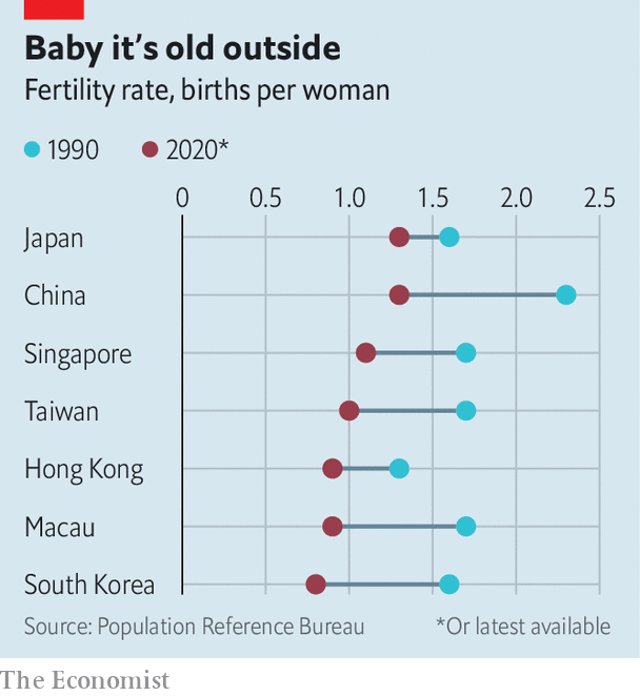 Baby it's old outside
Fertility rate, births per woman
1990 2020*
0 0.5 1.0 1.5 2.0 2.5
Japan
China
Singapore
Taiwan
Hong Kong
Macau
South Korea
Source: Population Reference Bureau *Or latest available
The Economist